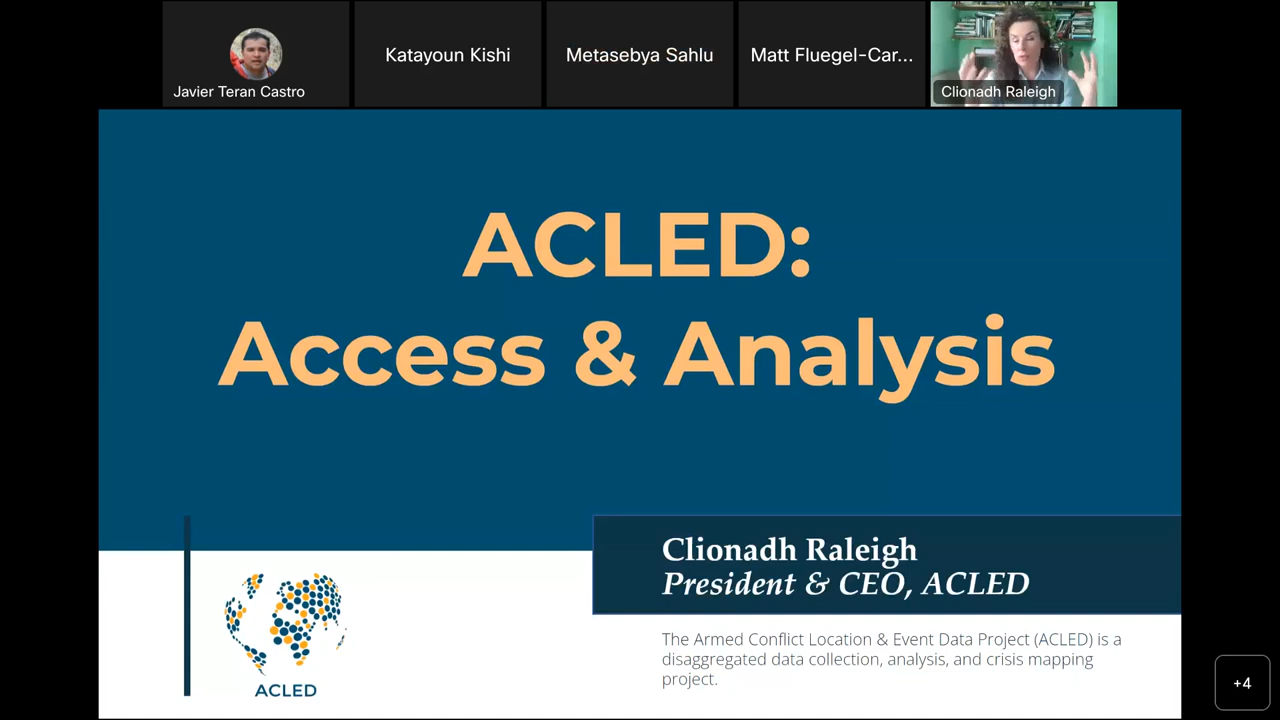 Javier Teran Castro
Katayoun Kishi
Metasebya Sahlu
Matt Fluegel-Car...
Clionadh Raleigh
ACLED:
Access & Analysis
Clionadh Raleigh
President & CEO, ACLED
The Armed Conflict Location & Event Data Project (ACLED) is a
disaggregated data collection, analysis, and crisis mapping
project.
ACLED
+4